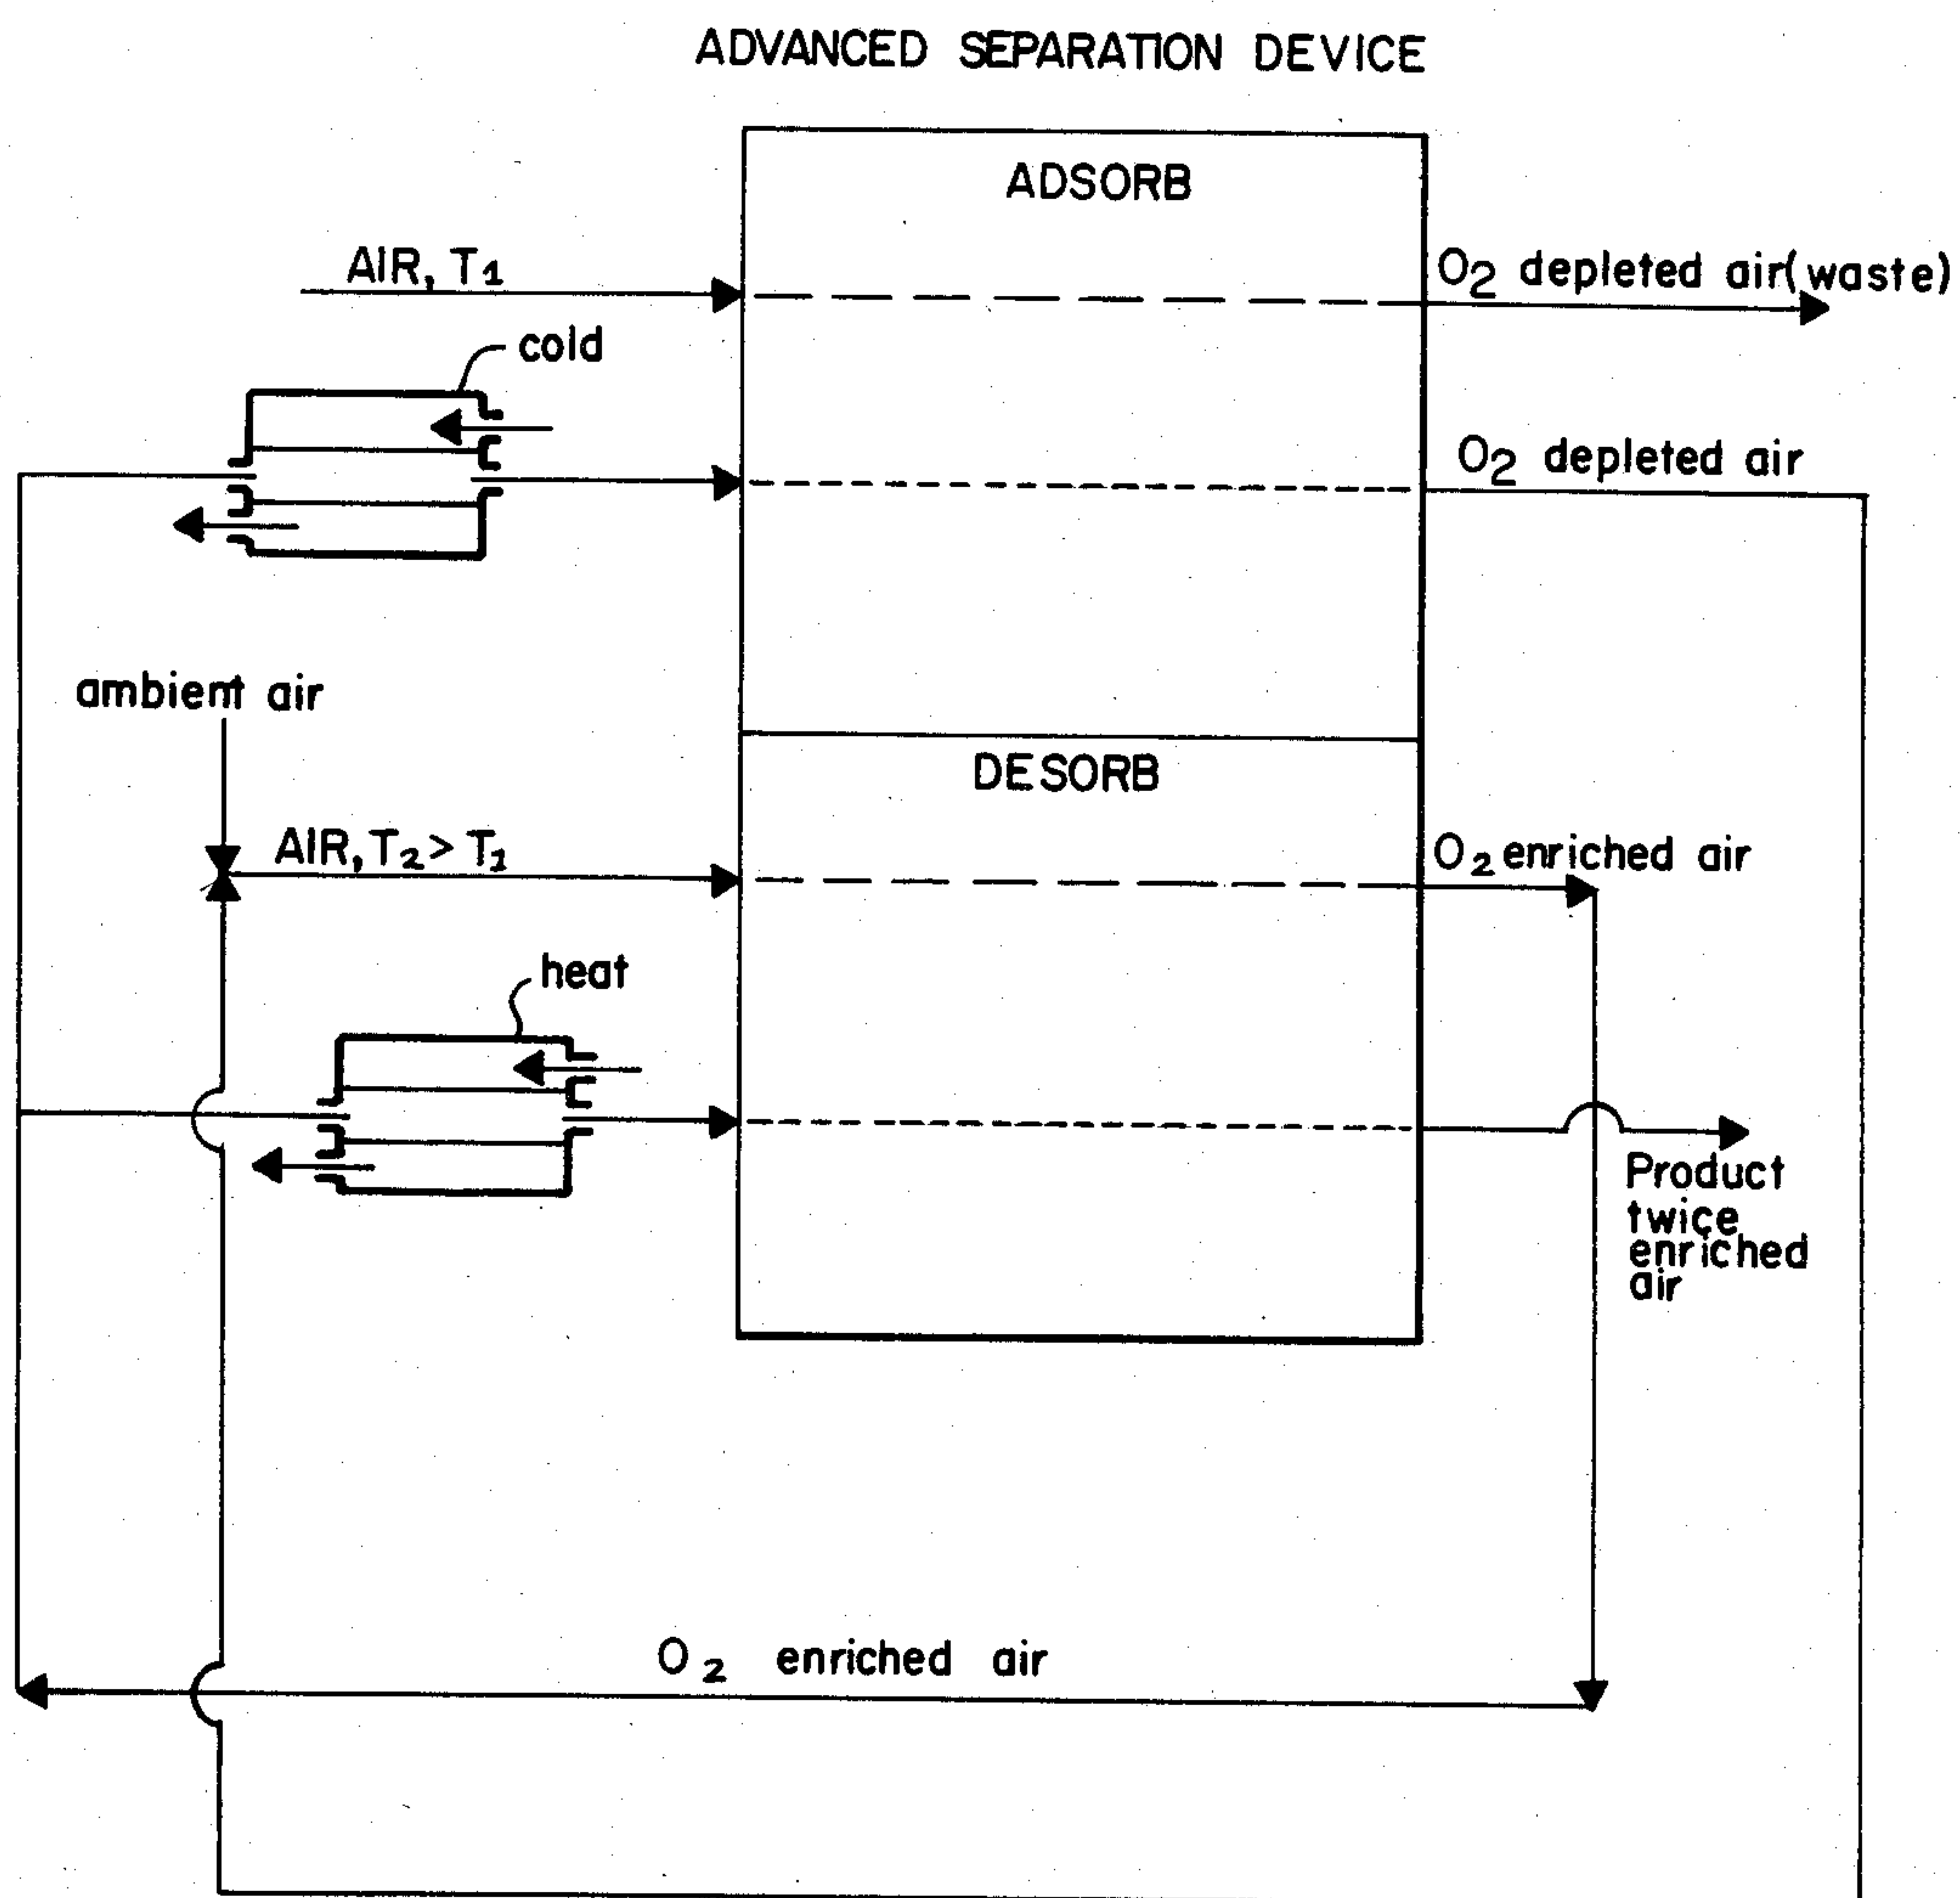 ADVANCED SEPARATION DEVICE
ADSORB
AIR, T1
O2 depleted air (waste)
cold
O2 depleted air
ambient air
DESORB
AIR, T2 > T1
O2 enriched air
heat
Product
twice
enriched
air
O2 enriched air